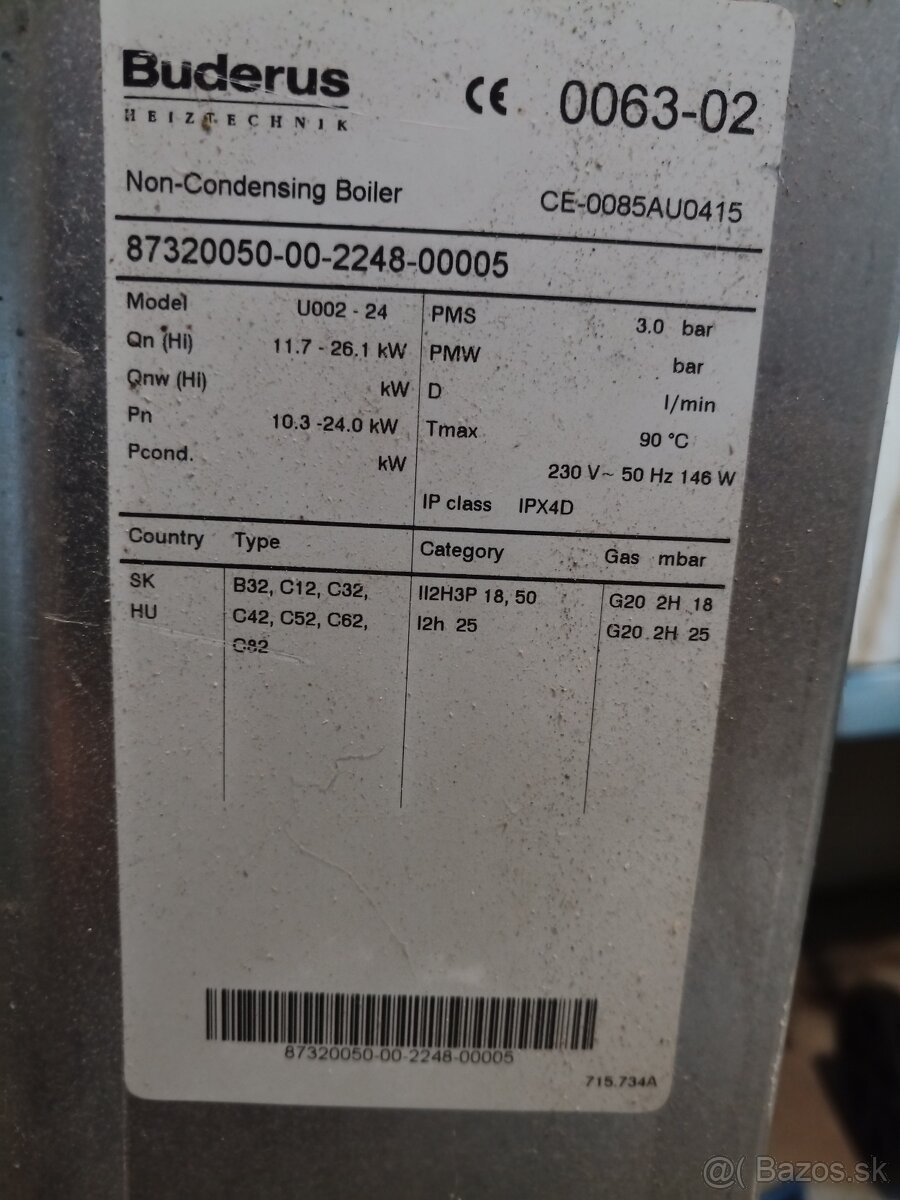 Buderus
HEIZTECHNIK
CE 0063-02
Non-Condensing Boiler
CE-0085AU0415
87320050-00-2248-00005
Model U002 - 24
Qn (Hi) 11.7 - 26.1 kW
Qnw (Hi) kW
Pn 10.3 -24.0 kW
Pcond. kW
PMS 3.0 bar
PMW bar
D l/min
Tmax 90 °C
230 V~ 50 Hz 146 W
IP class IPX4D
Country Type Category Gas mbar
SK B32, C12, C32, II2H3P 18, 50 G20 2H 18
HU C42, C52, C62, I2h 25 G20 2H 25
C82
87320050-00-2248-00005
715.734A
@( Bazos.sk